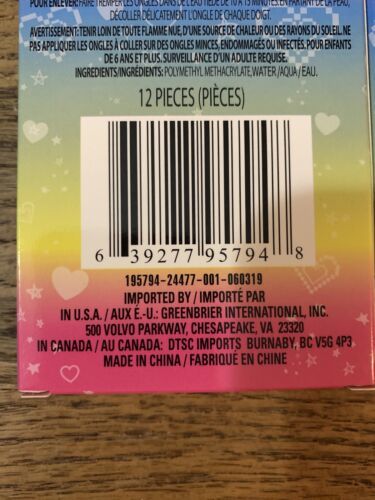 POUR ENLEVER: FAIRE TREMPER LES ONGLES DANS DE L'EAU TIÈDE DE 10 À 15 MINUTES. EN PARTANT DE LA PEAU,
DÉCOLLER DÉLICATEMENT L'ONGLE DE CHAQUE DOIGT.
AVERTISSEMENT: TENIR LOIN DE TOUTE FLAMME NUE, D'UNE SOURCE DE CHALEUR OU DES RAYONS DU SOLEIL. NE
PAS APPLIQUER LES ONGLES À COLLER SUR DES ONGLES MINCES, ENDOMMAGÉS OU INFECTÉS. POUR ENFANTS
DE 6 ANS ET PLUS. SURVEILLANCE D'UN ADULTE REQUISE.
INGREDIENTS/INGRÉDIENTS: POLYMETHYL METHACRYLATE, WATER / AQUA / EAU.
12 PIECES (PIÈCES)
6 39277 95794 8
195794-24477-001-060319
IMPORTED BY / IMPORTÉ PAR
IN U.S.A. / AUX É.-U.: GREENBRIER INTERNATIONAL, INC.
500 VOLVO PARKWAY, CHESAPEAKE, VA 23320
IN CANADA / AU CANADA: DTSC IMPORTS BURNABY, BC V5G 4P3
MADE IN CHINA / FABRIQUÉ EN CHINE